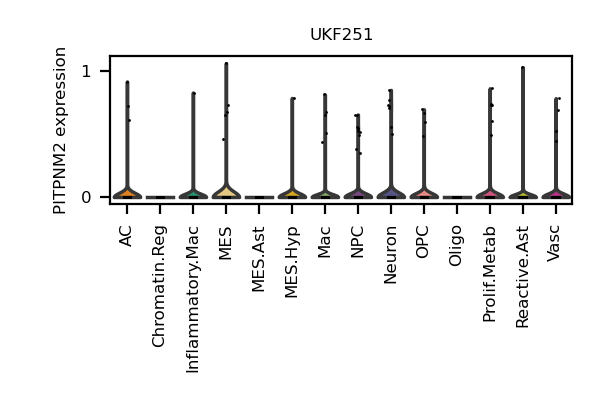 UKF251
PITPNM2 expression
1
0
AC
Chromatin.Reg
Inflammatory.Mac
MES
MES.Ast
MES.Hyp
Mac
NPC
Neuron
OPC
Oligo
Prolif.Metab
Reactive.Ast
Vasc